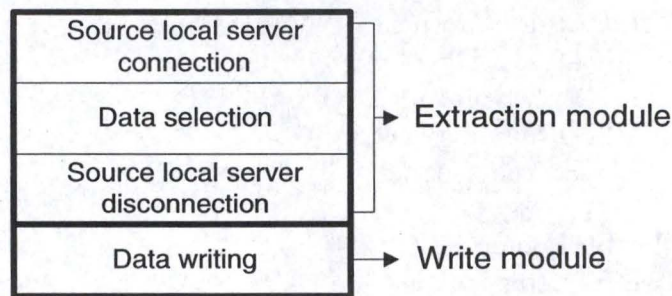 Source local server
connection
Data selection
Extraction module
Source local server
disconnection
Data writing
Write module